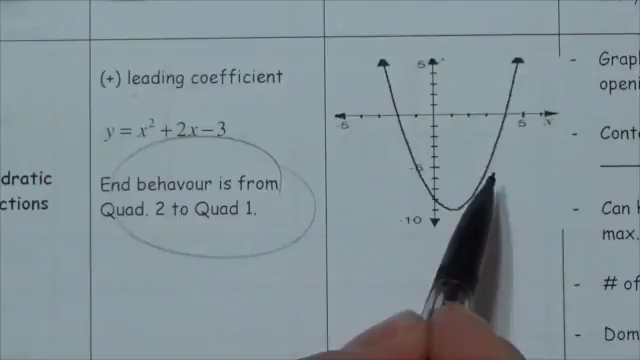 (+) leading coefficient
y = x² + 2x – 3
dratic
ctions
End behavour is from
Quad. 2 to Quad 1.
5
-5
5
x
-5
-10
- Grap
openi
- Cont
- Can h
max.
- # of
- Dom